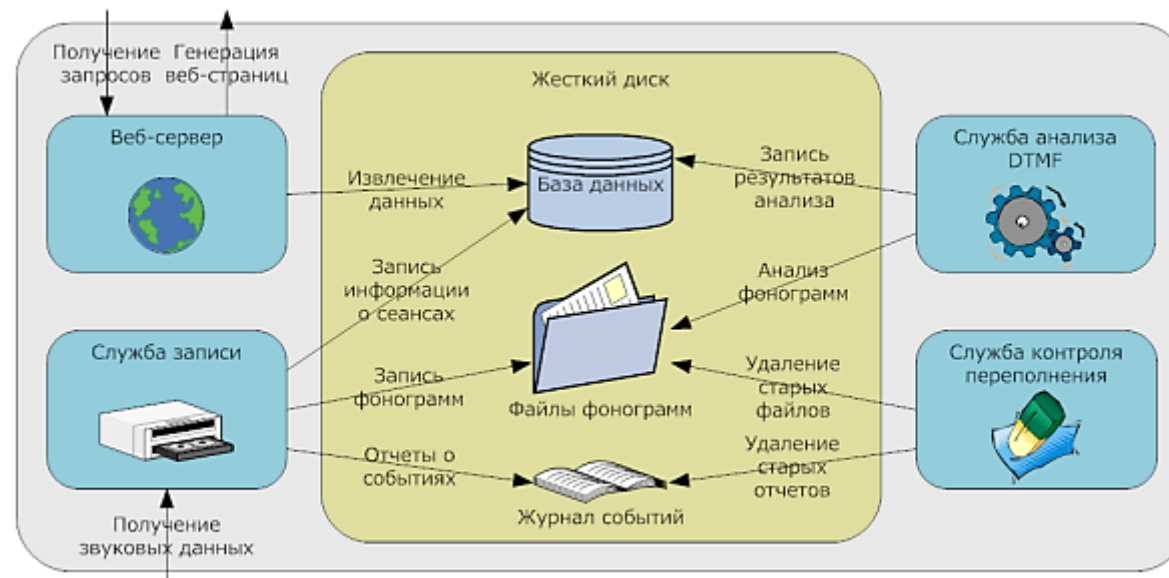 Получение
запросов
Генерация
веб-страниц
Жесткий диск
Веб-сервер
Служба анализа
DTMF
Извлечение
данных
База данных
Запись
результатов
анализа
Запись
информации
о сеансах
Анализ
фонограмм
Служба записи
Служба контроля
переполнения
Запись
фонограмм
Файлы фонограмм
Удаление
старых
файлов
Отчеты о
событиях
Удаление
старых
отчетов
Журнал событий
Получение
звуковых данных